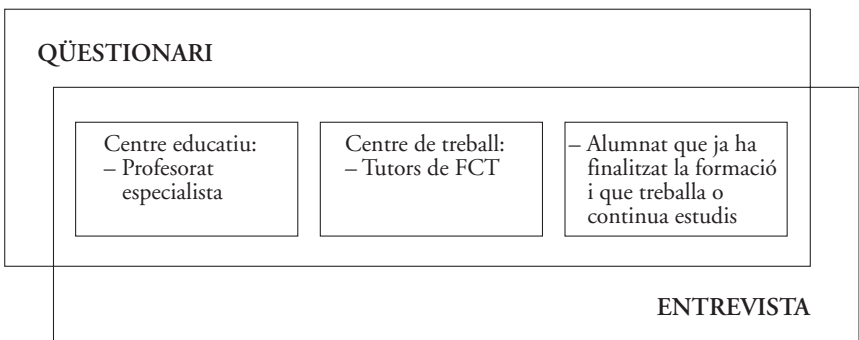 QÜESTIONARI
Centre educatiu:
– Profesorat
especialista
Centre de treball:
– Tutors de FCT
– Alumnat que ja ha
finalitzat la formació
i que treballa o
continua estudis
ENTREVISTA